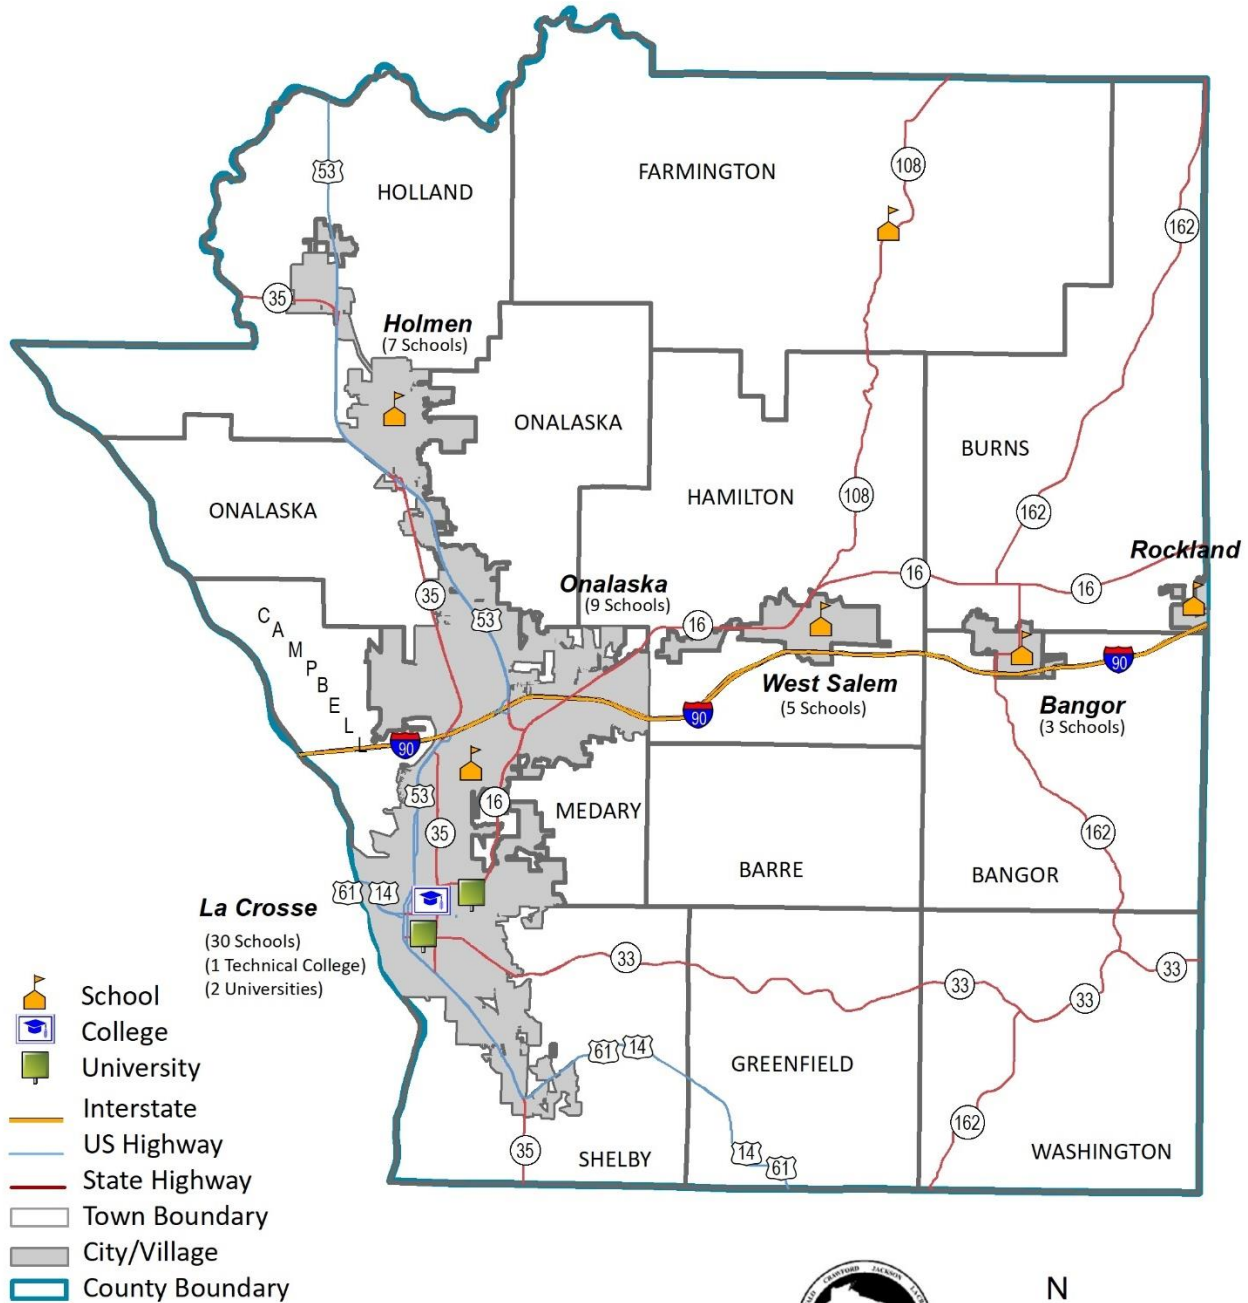 53
HOLLAND
FARMINGTON
108
162
35
Holmen
(7 Schools)
ONALASKA
BURNS
HAMILTON
108
ONALASKA
162
Rockland
Onalaska
(9 Schools)
16
16
35
53
16
CAMPBELL
90
West Salem
(5 Schools)
90
Bangor
(3 Schools)
90
53
16
35
MEDARY
162
BARRE
BANGOR
61
14
La Crosse
(30 Schools)
(1 Technical College)
(2 Universities)
33
33
33
33
School
College
University
Interstate
US Highway
State Highway
Town Boundary
City/Village
County Boundary
61
14
GREENFIELD
162
35
SHELBY
14
61
WASHINGTON
CRAWFORD
JACKSON
N